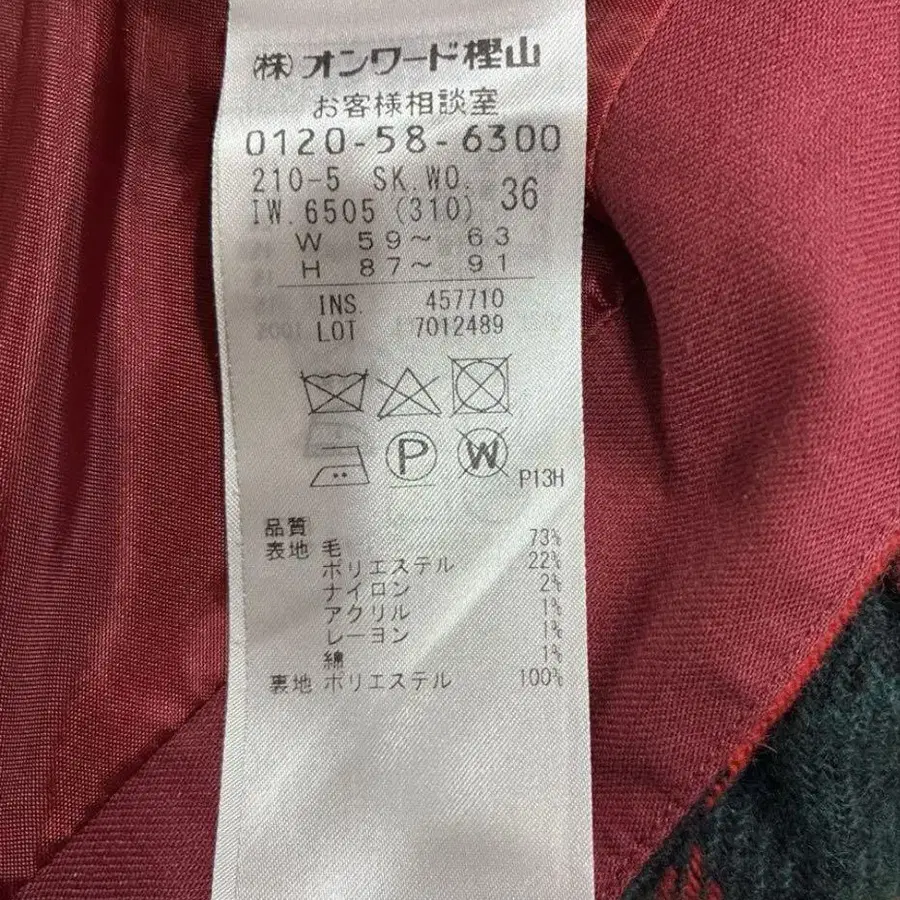 ㈱オンワード樫山
お客様相談室
0120-58-6300
210-5 SK.WO.
IW.6505 (310) 36
W 59～ 63
H 87～ 91
INS. 457710
LOT 7012489
P W
P13H
品質
表地 毛 73%
ポリエステル 22%
ナイロン 2%
アクリル 1%
レーヨン 1%
綿 1%
裏地 ポリエステル 100%